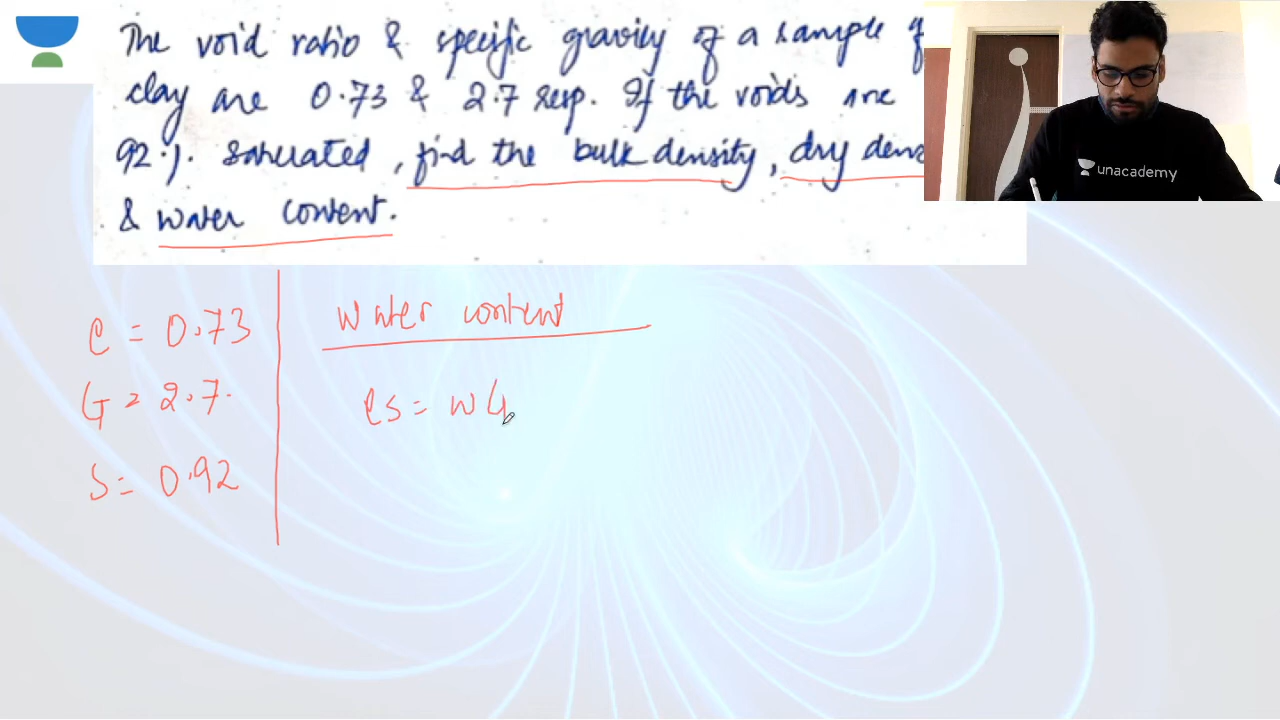 The void ratio & specific gravity of a sample of
clay are 0.73 & 2.7 resp. If the voids are
92 %. saturated, find the bulk density, dry dens
& water content.
unacademy
e = 0.73
G = 2.7.
S = 0.92
Water content
es = wG